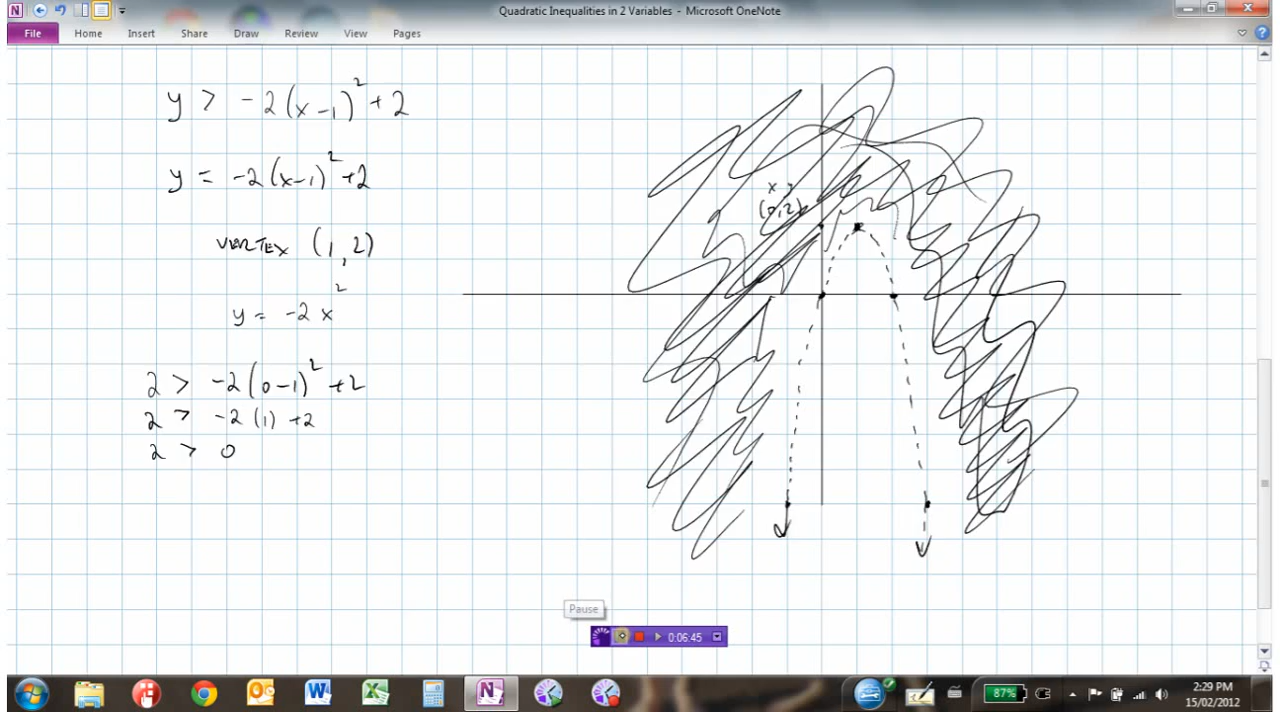 Quadratic Inequalities in 2 Variables - Microsoft OneNote
File Home Insert Share Draw Review View Pages
y > -2(x-1)² + 2
y = -2(x-1)² + 2
VERTEX (1, 2)
y = -2x²
2 > -2(0-1)² + 2
2 > -2(1) + 2
2 > 0
x y
(0, 2)
Pause
0:06:45
87%
2:29 PM
15/02/2012